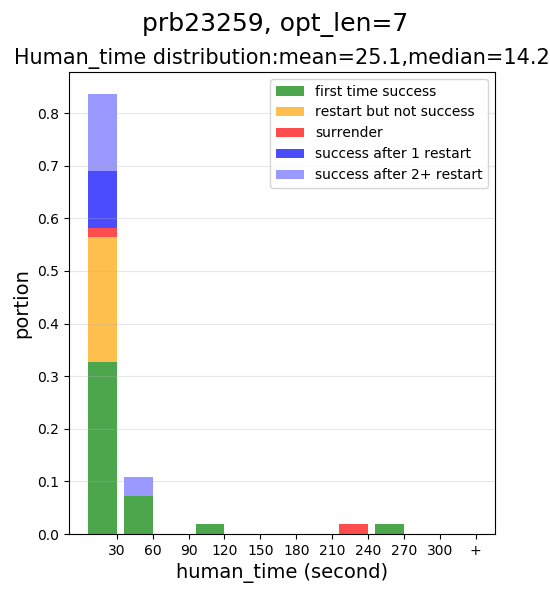 prb23259, opt_len=7
Human_time distribution:mean=25.1,median=14.2
first time success
restart but not success
surrender
success after 1 restart
success after 2+ restart
portion
0.8
0.7
0.6
0.5
0.4
0.3
0.2
0.1
0.0
30 60 90 120 150 180 210 240 270 300 +
human_time (second)